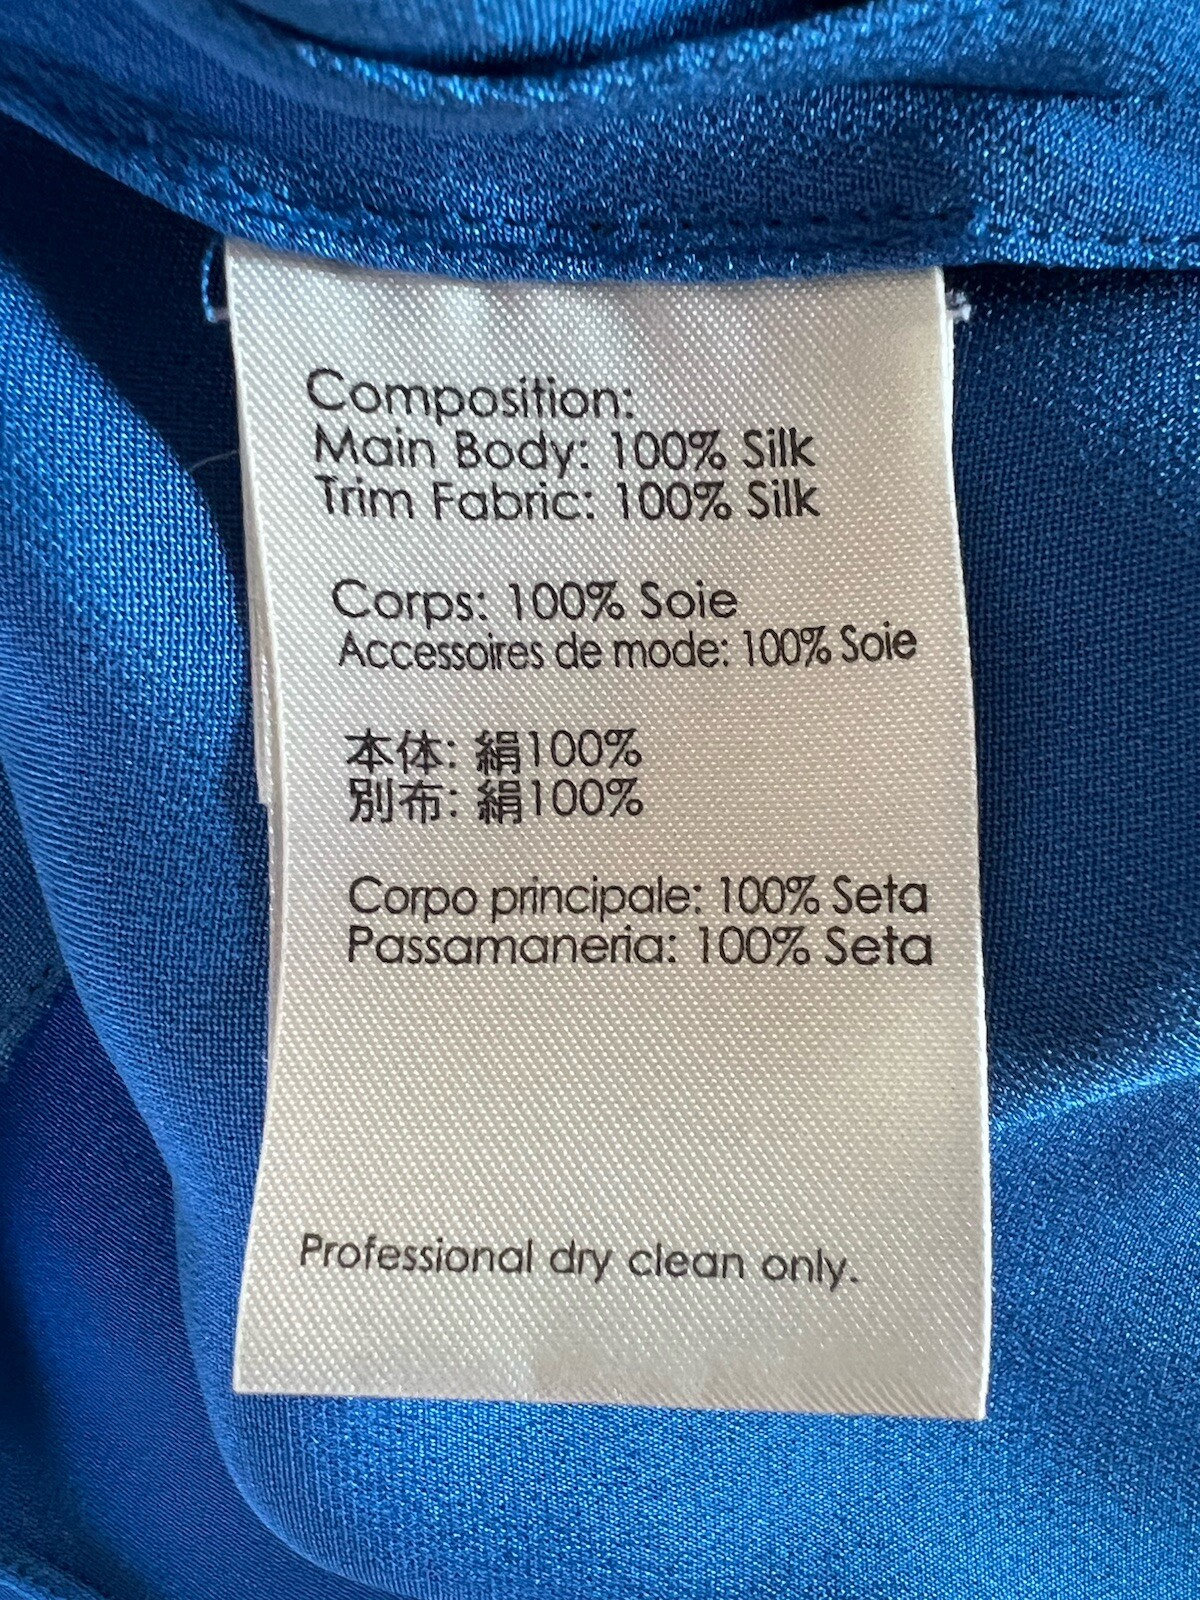 Composition:
Main Body: 100% Silk
Trim Fabric: 100% Silk
Corps: 100% Soie
Accessoires de mode: 100% Soie
本体: 絹100%
別布: 絹100%
Corpo principale: 100% Seta
Passamaneria: 100% Seta
Professional dry clean only.